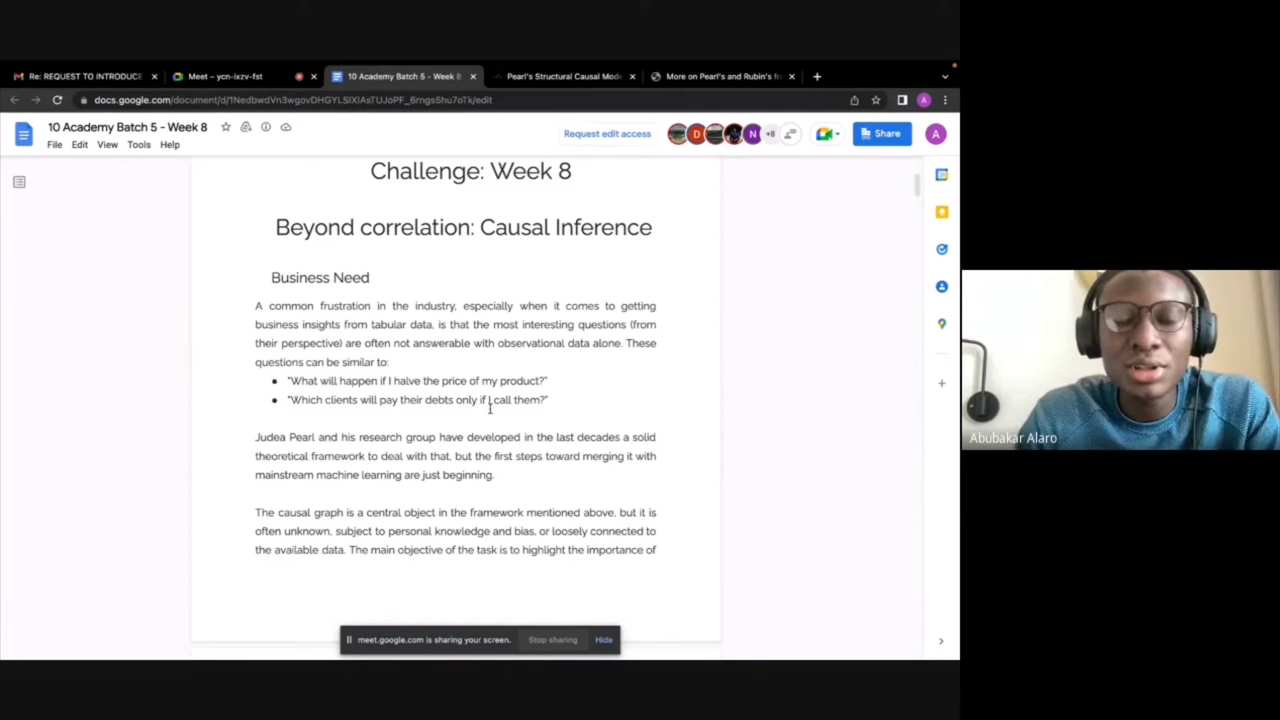 Re: REQUEST TO INTRODUCE
Meet – ycn-ixzv-fst
10 Academy Batch 5 - Week 8
Pearl's Structural Causal Mode
More on Pearl's and Rubin's fr
docs.google.com/document/d/1NedbwdVn3wgovDHGYLSIXIAsTUJoPF_6rngs5hu7oTk/edit
10 Academy Batch 5 - Week 8
File Edit View Tools Help
Request edit access
D
N
+8
Share
A
A
Challenge: Week 8
Beyond correlation: Causal Inference
Business Need
A common frustration in the industry, especially when it comes to getting
business insights from tabular data, is that the most interesting questions (from
their perspective) are often not answerable with observational data alone. These
questions can be similar to:
● "What will happen if I halve the price of my product?"
● "Which clients will pay their debts only if I call them?"
Judea Pearl and his research group have developed in the last decades a solid
theoretical framework to deal with that, but the first steps toward merging it with
mainstream machine learning are just beginning.
The causal graph is a central object in the framework mentioned above, but it is
often unknown, subject to personal knowledge and bias, or loosely connected to
the available data. The main objective of the task is to highlight the importance of
meet.google.com is sharing your screen.
Stop sharing
Hide
Abubakar Alaro